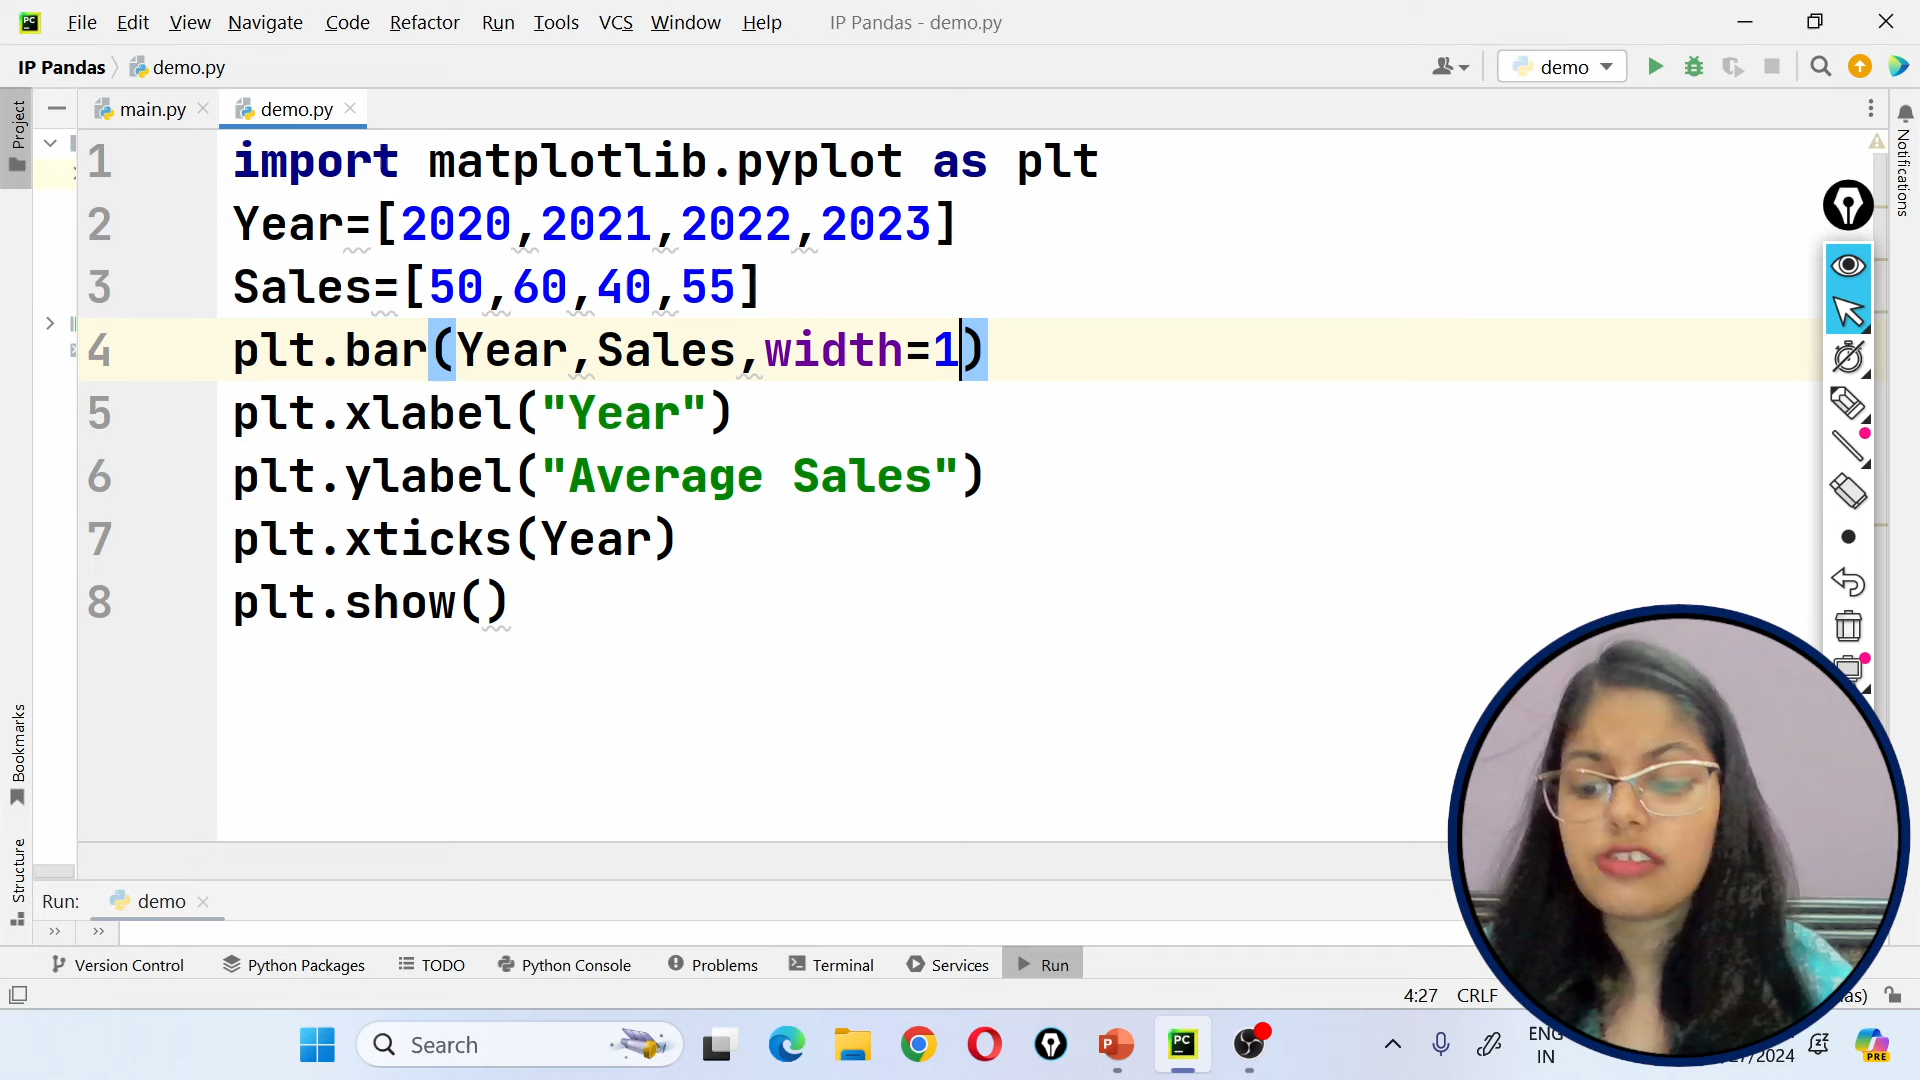 File Edit View Navigate Code Refactor Run Tools VCS Window Help IP Pandas - demo.py
IP Pandas demo.py demo
Project main.py demo.py Notifications
1 import matplotlib.pyplot as plt
2 Year=[2020,2021,2022,2023]
3 Sales=[50,60,40,55]
4 plt.bar(Year,Sales,width=1)
5 plt.xlabel("Year")
6 plt.ylabel("Average Sales")
7 plt.xticks(Year)
8 plt.show()
Bookmarks
Structure
Run: demo
Version Control Python Packages TODO Python Console Problems Terminal Services Run
4:27 CRLF
Search ENG
IN
PRE